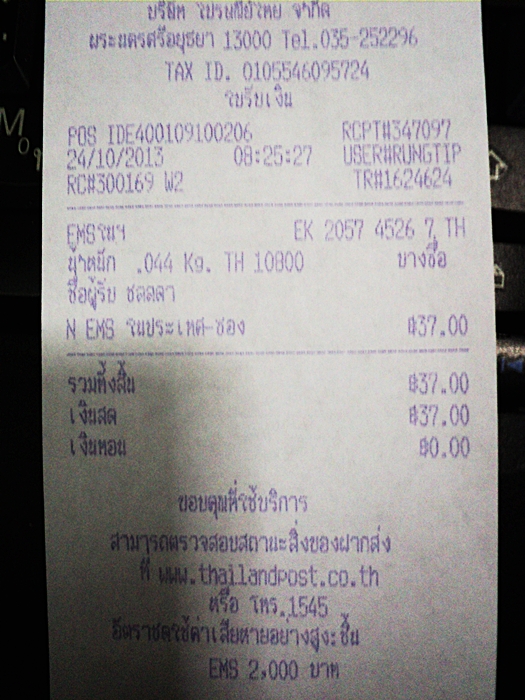 บริษัท ไปรษณีย์ไทย จำกัด
พระนครศรีอยุธยา 13000 Tel.035-252296
TAX ID. 0105546095724
ใบรับเงิน
POS IDE400109100206 RCPT#347097
24/10/2013 08:25:27 USER#RUNGTIP
RC#300169 W2 TR#1624624
EMSในฯ EK 2057 4526 7 TH
น้ำหนัก .044 Kg. TH 10800 บางซื่อ
ชื่อผู้รับ ชลลดา
N EMS ในประเทศ-ซอง ฿37.00
รวมทั้งสิ้น ฿37.00
เงินสด ฿37.00
เงินทอน ฿0.00
ขอบคุณที่ใช้บริการ
สามารถตรวจสอบสถานะสิ่งของฝากส่ง
ที่ www.thailandpost.co.th
หรือ โทร.1545
อัตราชดใช้ค่าเสียหายอย่างสูงะชิ้น
EMS 2,000 บาท